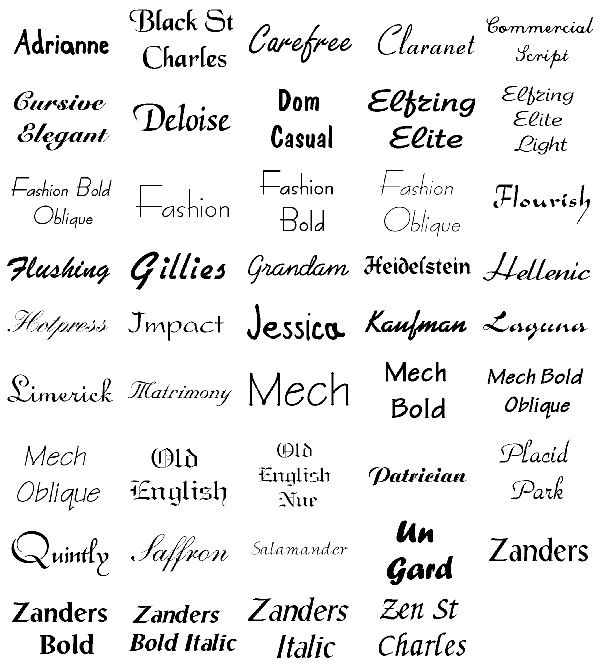 Adrianne
Black St
Charles
Carefree
Claranet
Commercial
Script
Cursive
Elegant
Deloise
Dom
Casual
Elfring
Elite
Elfring
Elite
Light
Fashion Bold
Oblique
Fashion
Fashion
Bold
Fashion
Oblique
Flourish
Flushing
Gillies
Grandam
Heidelstein
Hellenic
Hotpress
Impact
Jessica
Kaufman
Laguna
Limerick
Matrimony
Mech
Mech
Bold
Mech Bold
Oblique
Mech
Oblique
Old
English
Old
English
Nue
Patrician
Placid
Park
Quintly
Saffron
Salamander
Un
Gard
Zanders
Zanders
Bold
Zanders
Bold Italic
Zanders
Italic
Zen St
Charles